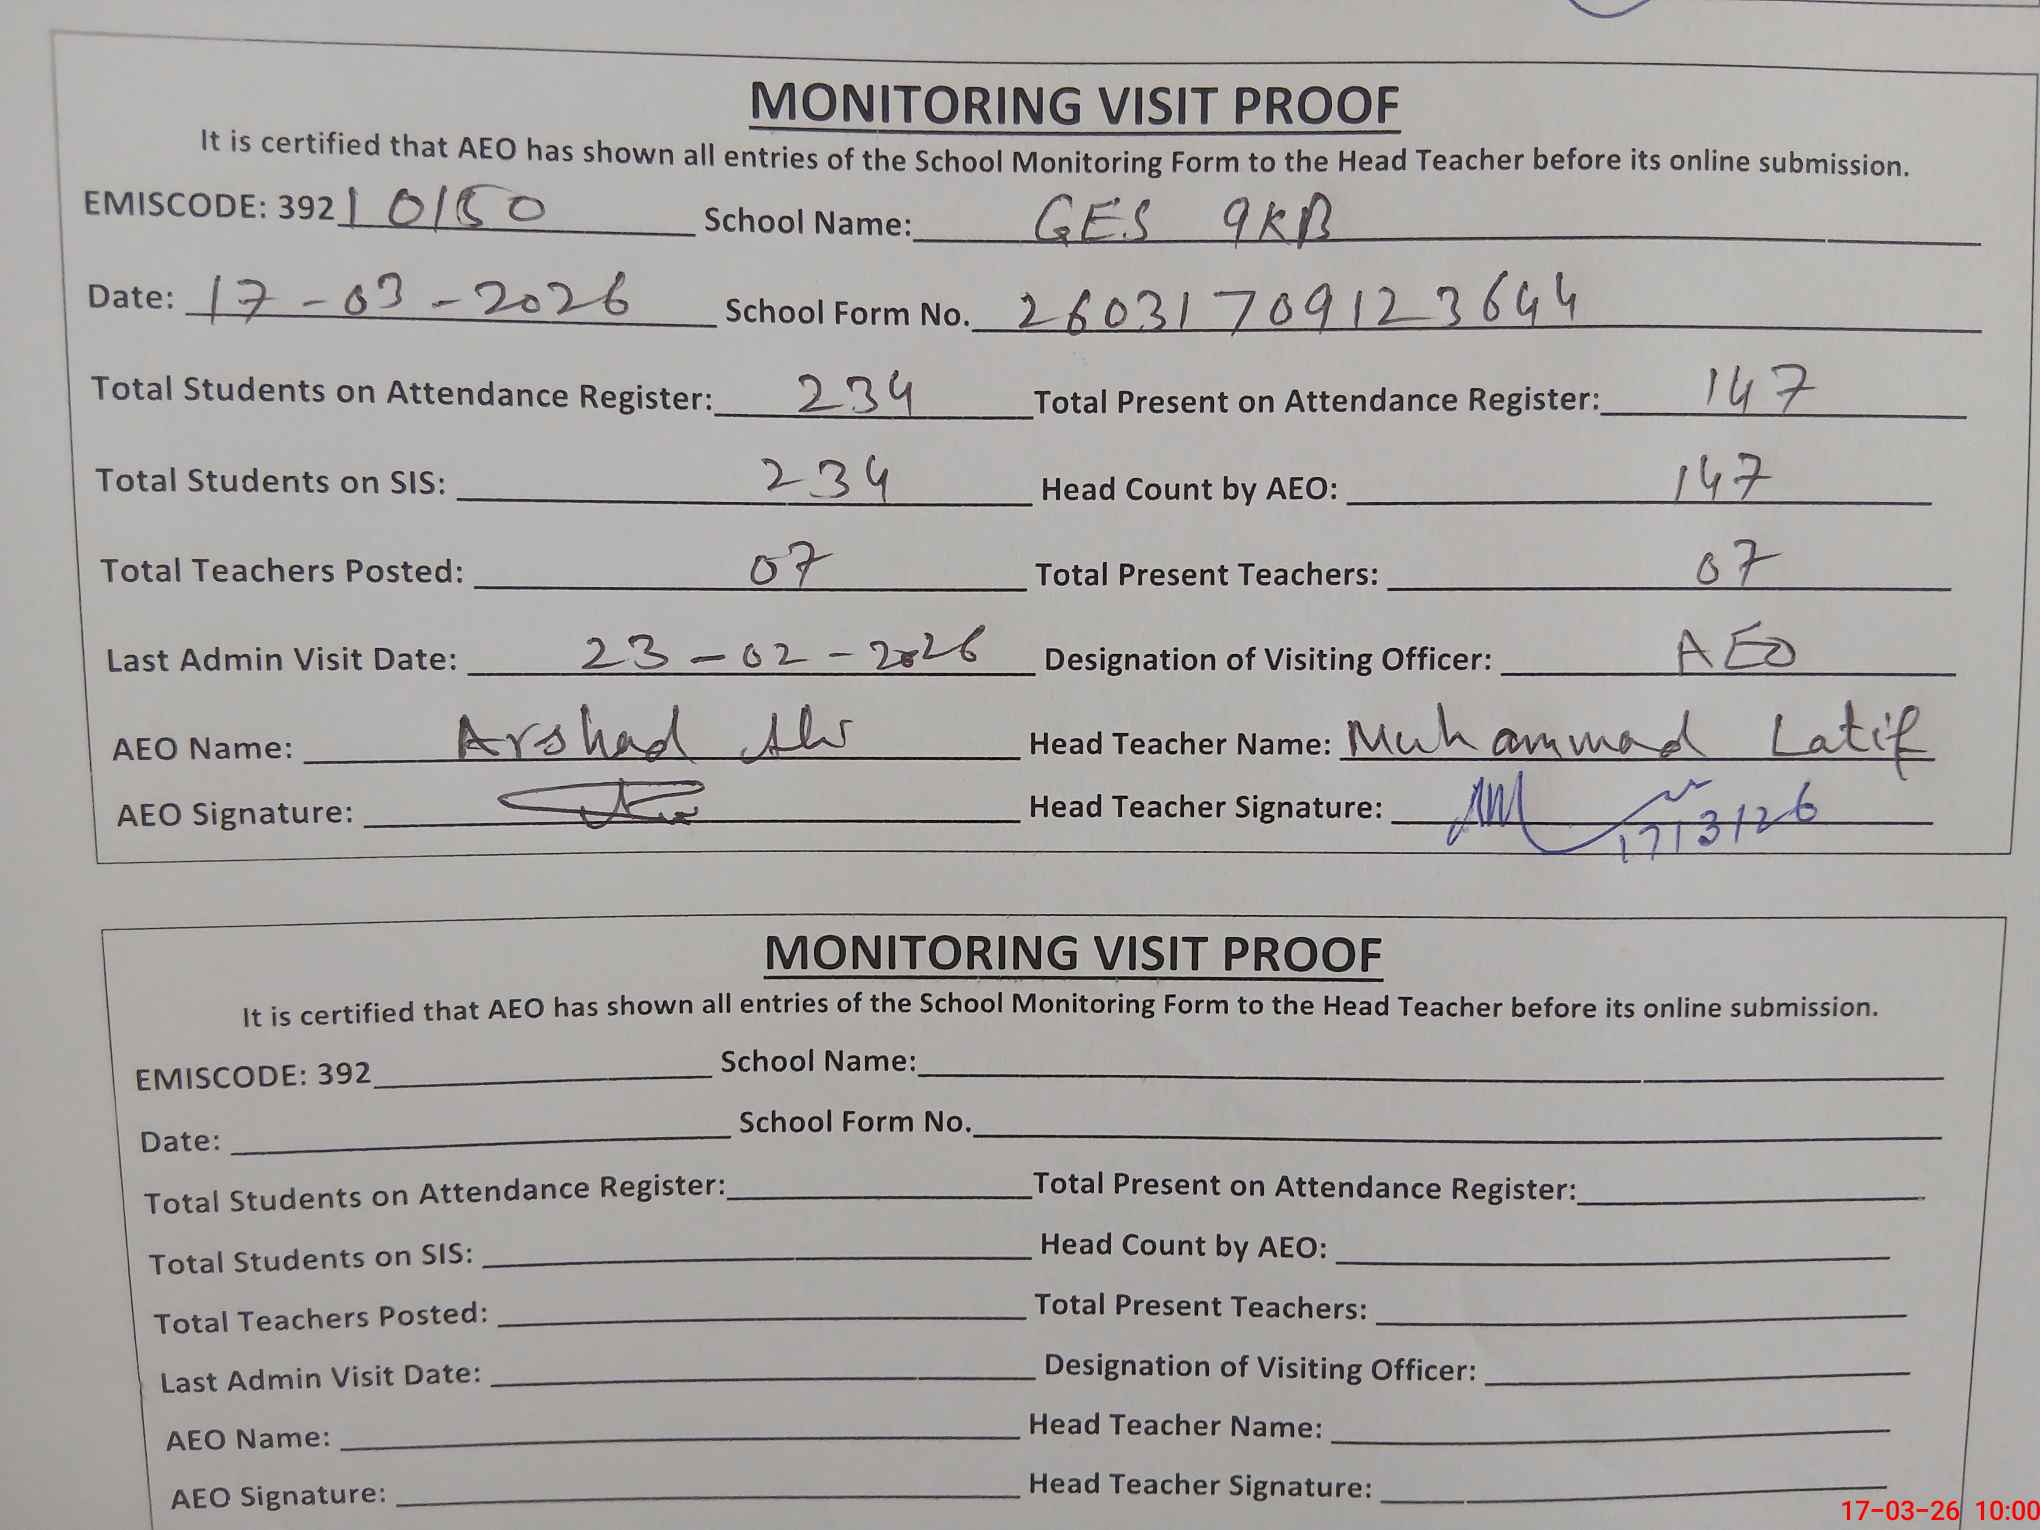 MONITORING VISIT PROOF
It is certified that AEO has shown all entries of the School Monitoring Form to the Head Teacher before its online submission.
EMISCODE: 39210150 School Name: GES 9KB
Date: 17-03-2026 School Form No. 26031709123644
Total Students on Attendance Register: 234 Total Present on Attendance Register: 147
Total Students on SIS: 234 Head Count by AEO: 147
Total Teachers Posted: 07 Total Present Teachers: 07
Last Admin Visit Date: 23-02-2026 Designation of Visiting Officer: AEO
AEO Name: Arshad Ali Head Teacher Name: Muhammad Latif
AEO Signature: Head Teacher Signature: 17/3/26
MONITORING VISIT PROOF
It is certified that AEO has shown all entries of the School Monitoring Form to the Head Teacher before its online submission.
EMISCODE: 392 School Name:
Date: School Form No.
Total Students on Attendance Register: Total Present on Attendance Register:
Total Students on SIS: Head Count by AEO:
Total Teachers Posted: Total Present Teachers:
Last Admin Visit Date: Designation of Visiting Officer:
AEO Name: Head Teacher Name:
AEO Signature: Head Teacher Signature:
17-03-26 10:00